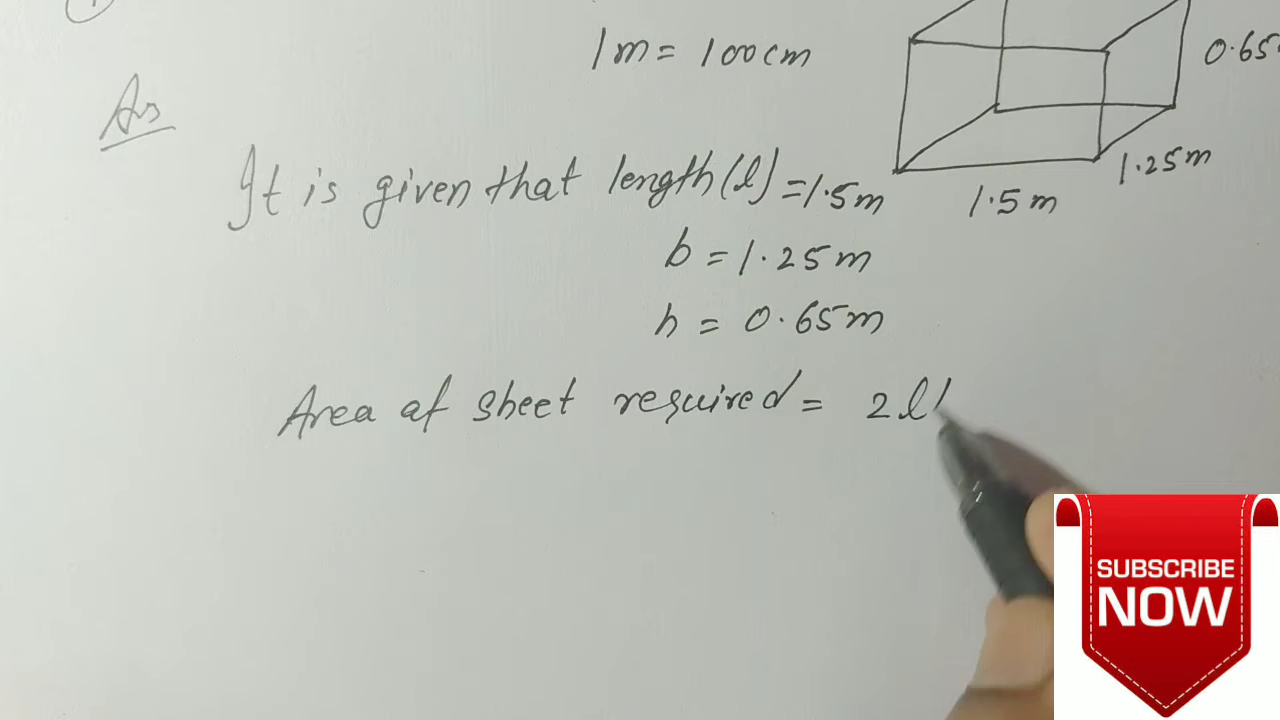 1m = 100cm
0.65
Ans
It is given that length(l) = 1.5m
1.25m
1.5m
b = 1.25m
h = 0.65m
Area of sheet required = 2l
SUBSCRIBE
NOW